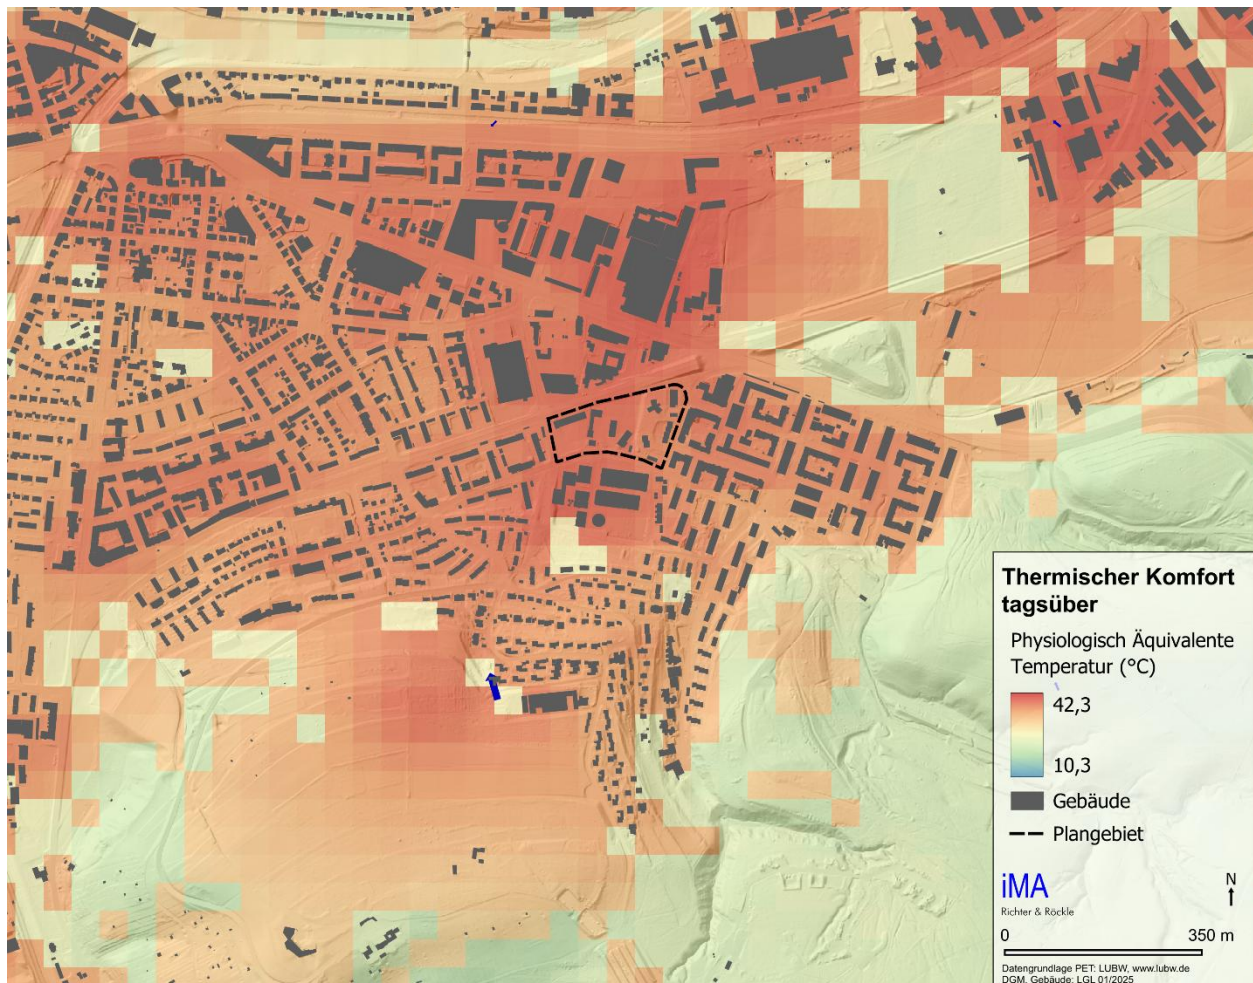 Thermischer Komfort
tagsüber
Physiologisch Äquivalente
Temperatur (°C)
42,3
10,3
Gebäude
Plangebiet
iMA
Richter & Röckle
N
0
350 m
Datengrundlage PET: LUBW, www.lubw.de
DGM, Gebäude: LGL 01/2025